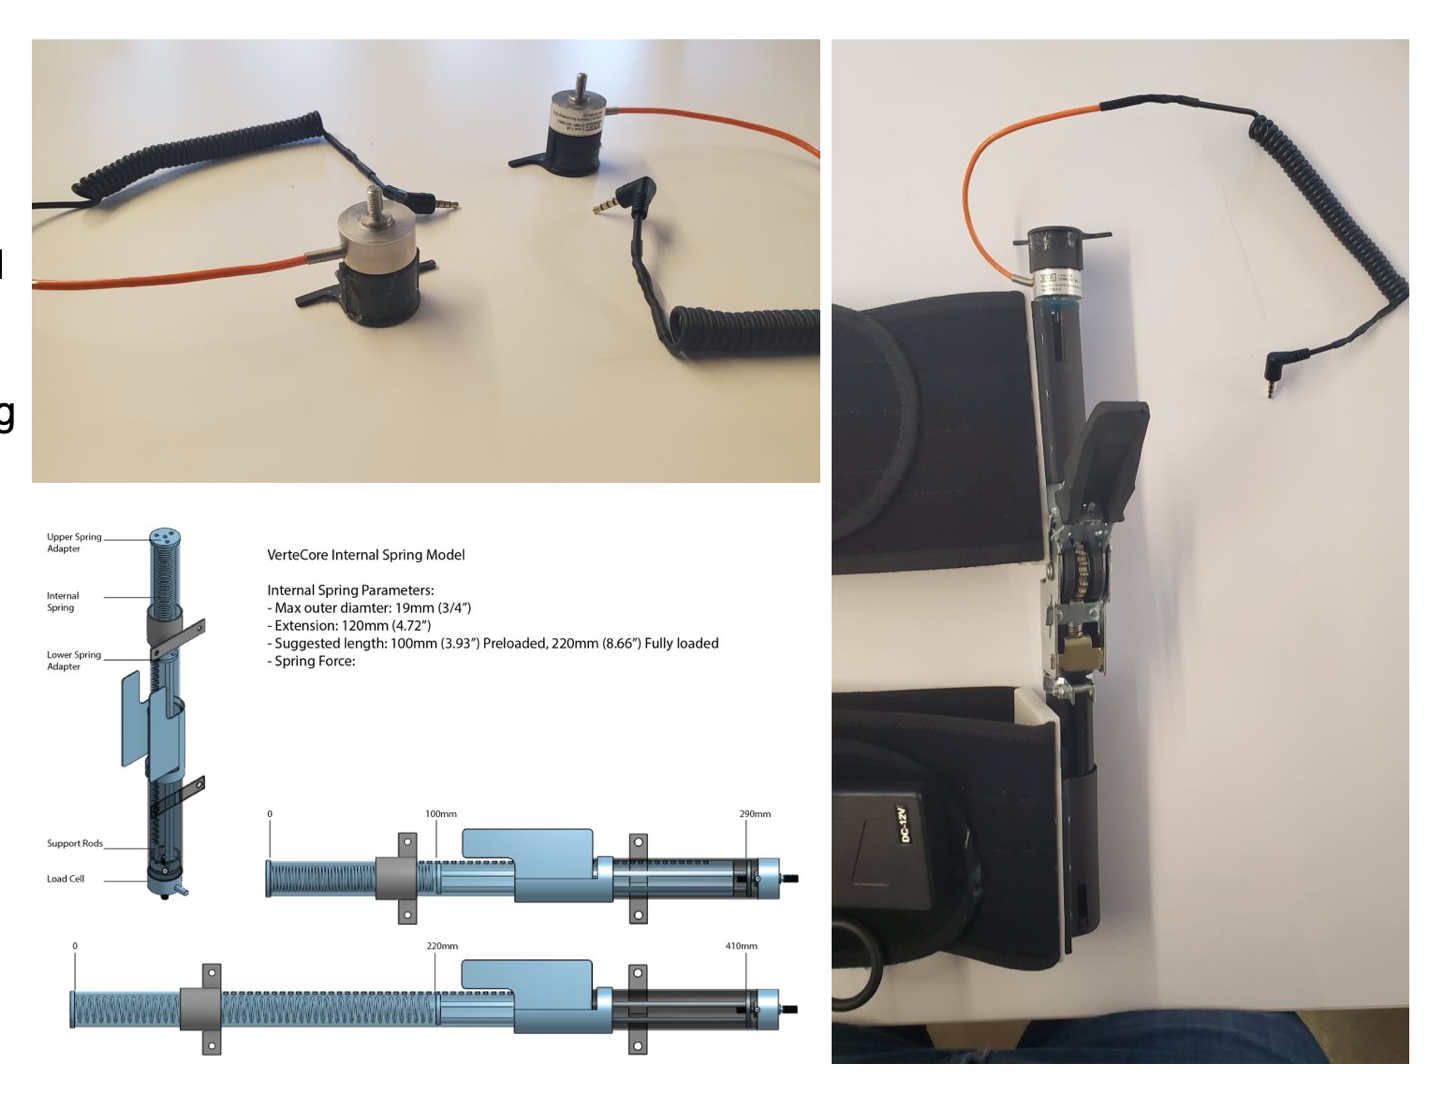 l
g
Upper Spring
Adapter
Internal
Spring
Lower Spring
Adapter
Support Rods
Load Cell
VerteCore Internal Spring Model
Internal Spring Parameters:
- Max outer diamter: 19mm (3/4”)
- Extension: 120mm (4.72”)
- Suggested length: 100mm (3.93”) Preloaded, 220mm (8.66”) Fully loaded
- Spring Force:
0
100mm
290mm
0
220mm
410mm
DC-12V